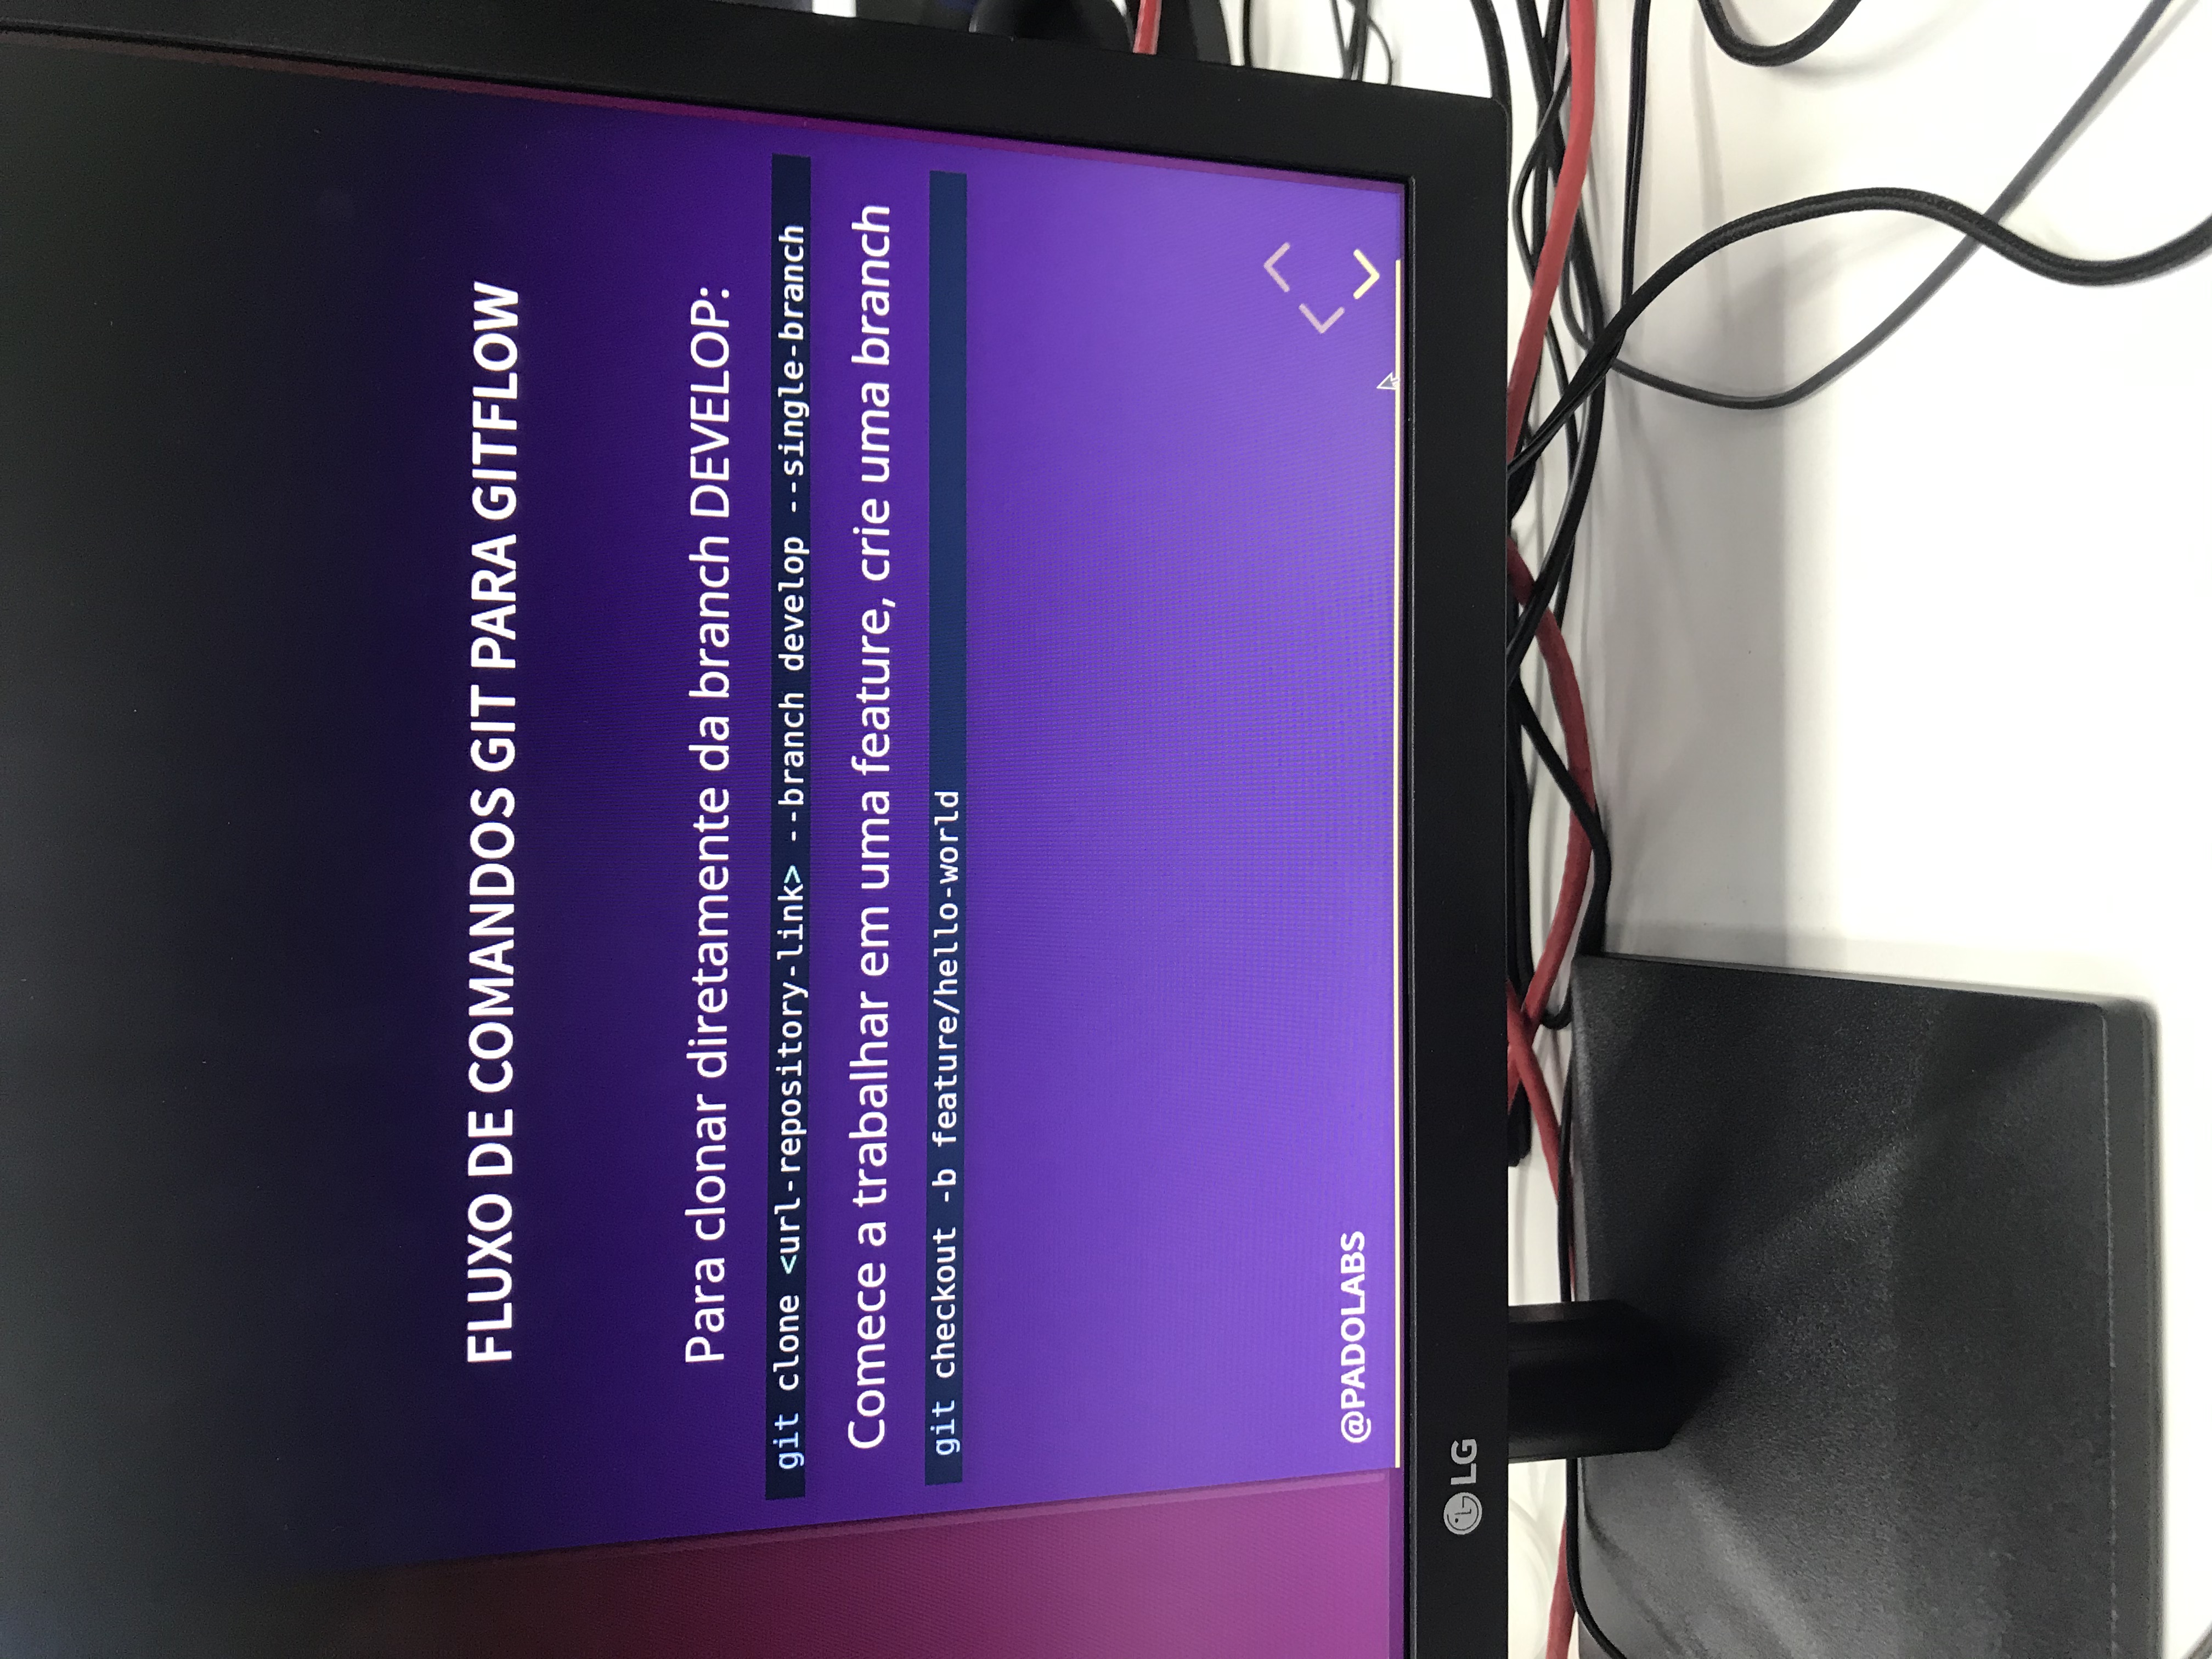 FLUXO DE COMANDOS GIT PARA GITFLOW
Para clonar diretamente da branch DEVELOP:
git clone <url-repository-link> --branch develop --single-branch
Comece a trabalhar em uma feature, crie uma branch
git checkout -b feature/hello-world
@PADOLABS
LG